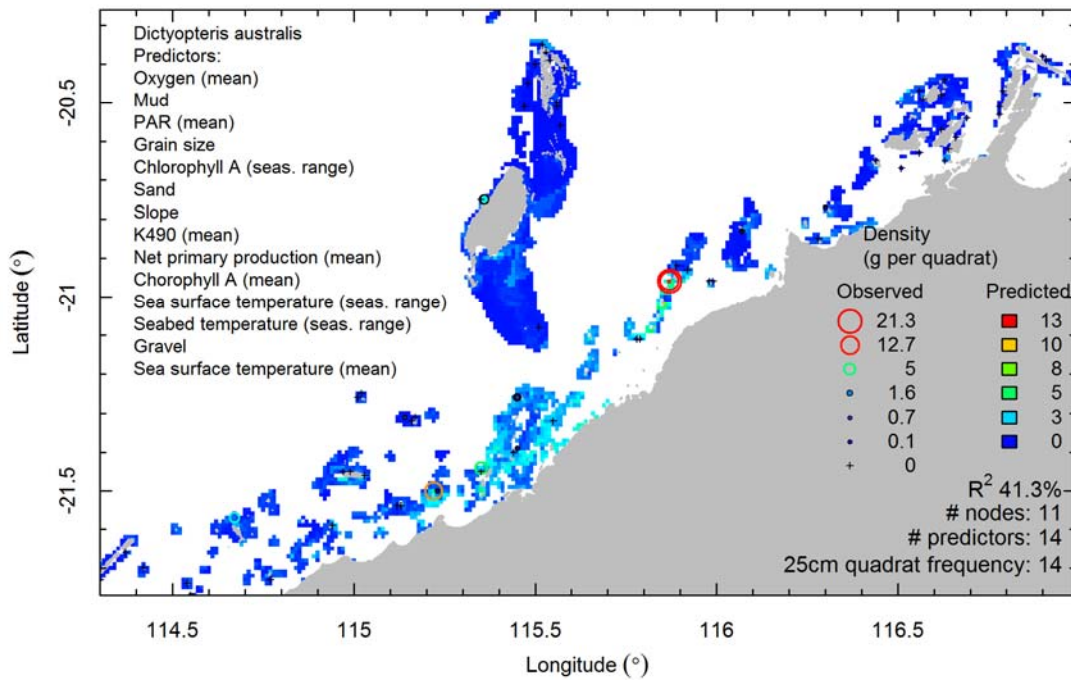 Dictyopteris australis
Predictors:
Oxygen (mean)
Mud
PAR (mean)
Grain size
Chlorophyll A (seas. range)
Sand
Slope
K490 (mean)
Net primary production (mean)
Chorophyll A (mean)
Sea surface temperature (seas. range)
Seabed temperature (seas. range)
Gravel
Sea surface temperature (mean)
Latitude (°)
-20.5
-21
-21.5
Density
(g per quadrat)
Observed Predicted
21.3 13
12.7 10
5 8
1.6 5
0.7 3
0.1 0
0
R² 41.3%
# nodes: 11
# predictors: 14
25cm quadrat frequency: 14
114.5 115 115.5 116 116.5
Longitude (°)